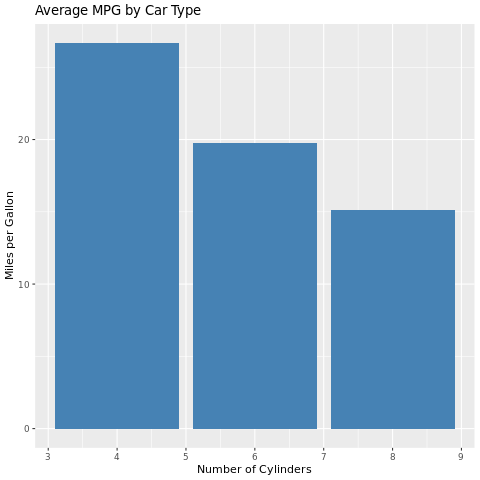 Average MPG by Car Type
Miles per Gallon
20
10
0
3 4 5 6 7 8 9
Number of Cylinders